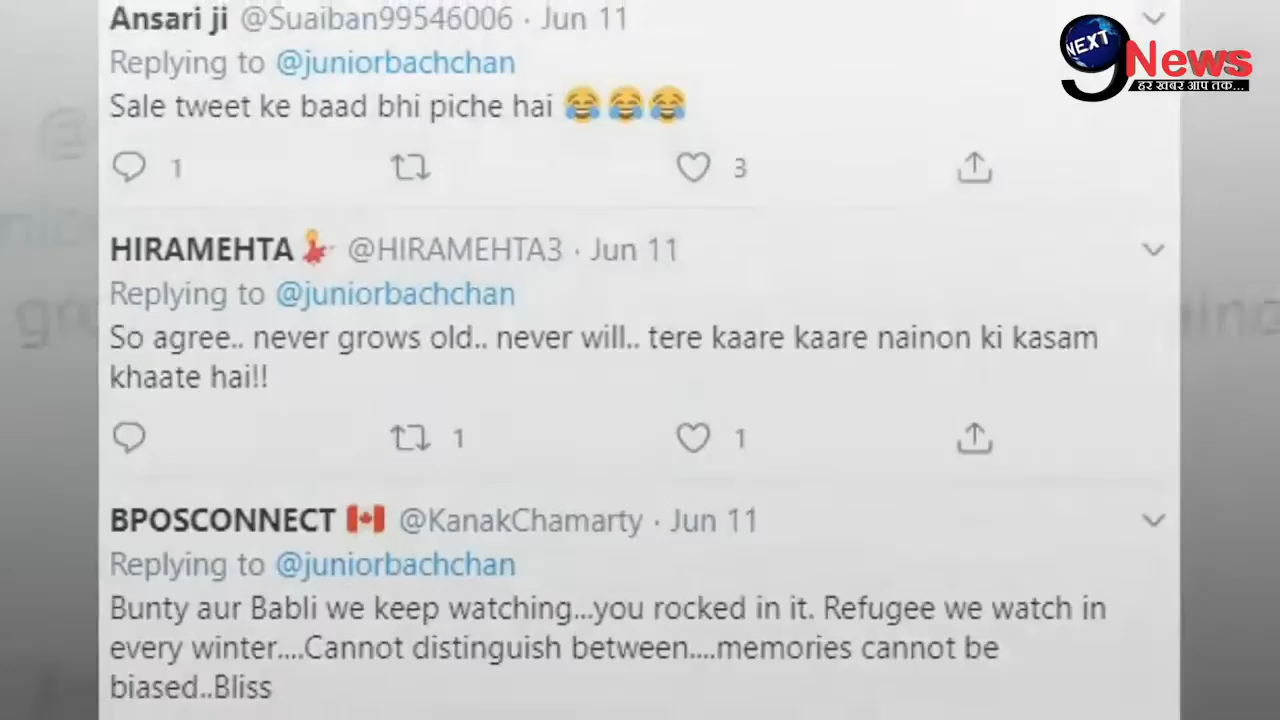 Ansari ji @Suaiban99546006 · Jun 11
Replying to @juniorbachchan
Sale tweet ke baad bhi piche hai 😂😂😂
1 3
HIRAMEHTA💃 @HIRAMEHTA3 · Jun 11
Replying to @juniorbachchan
So agree.. never grows old.. never will.. tere kaare kaare nainon ki kasam
khaate hai!!
1 1
BPOSCONNECT 🇨🇦 @KanakChamarty · Jun 11
Replying to @juniorbachchan
Bunty aur Babli we keep watching...you rocked in it. Refugee we watch in
every winter....Cannot distinguish between....memories cannot be
biased..Bliss
NEXT
9 News
हर खबर आप तक...